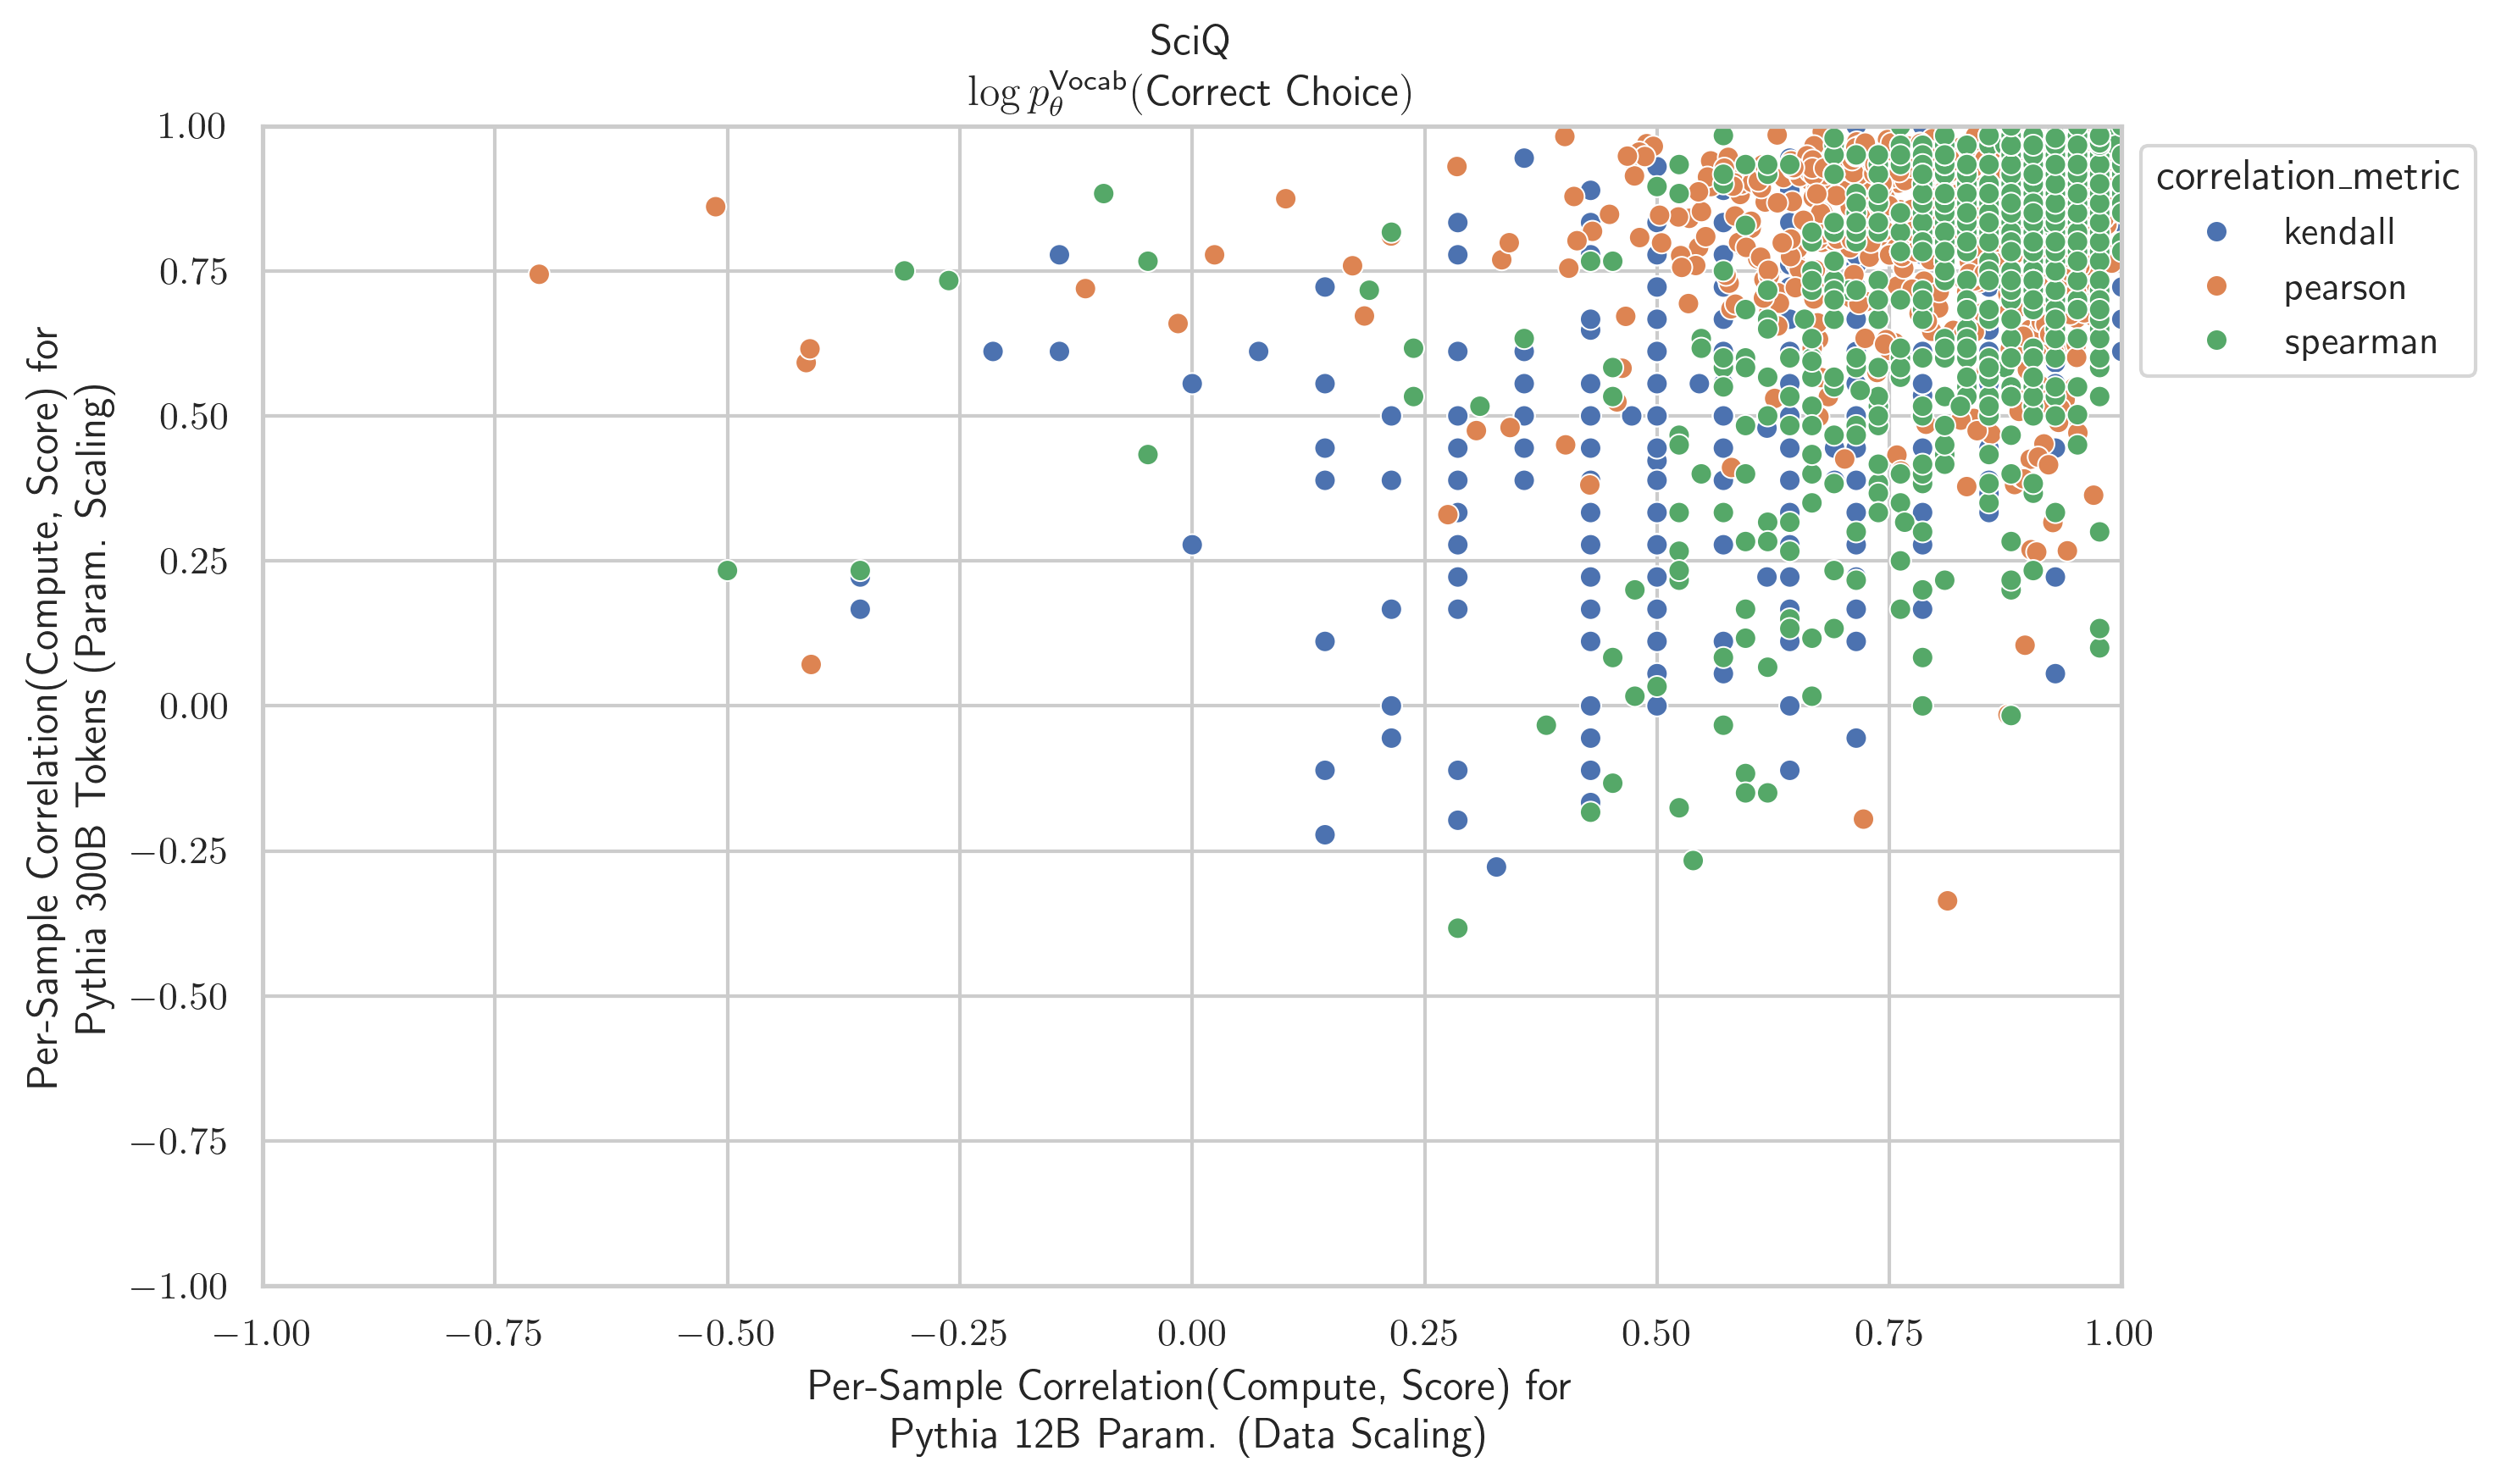 SciQ
log p_θ^Vocab(Correct Choice)
Per-Sample Correlation(Compute, Score) for
Pythia 300B Tokens (Param. Scaling)
1.00
0.75
0.50
0.25
0.00
−0.25
−0.50
−0.75
−1.00
−1.00 −0.75 −0.50 −0.25 0.00 0.25 0.50 0.75 1.00
Per-Sample Correlation(Compute, Score) for
Pythia 12B Param. (Data Scaling)
correlation_metric
kendall
pearson
spearman